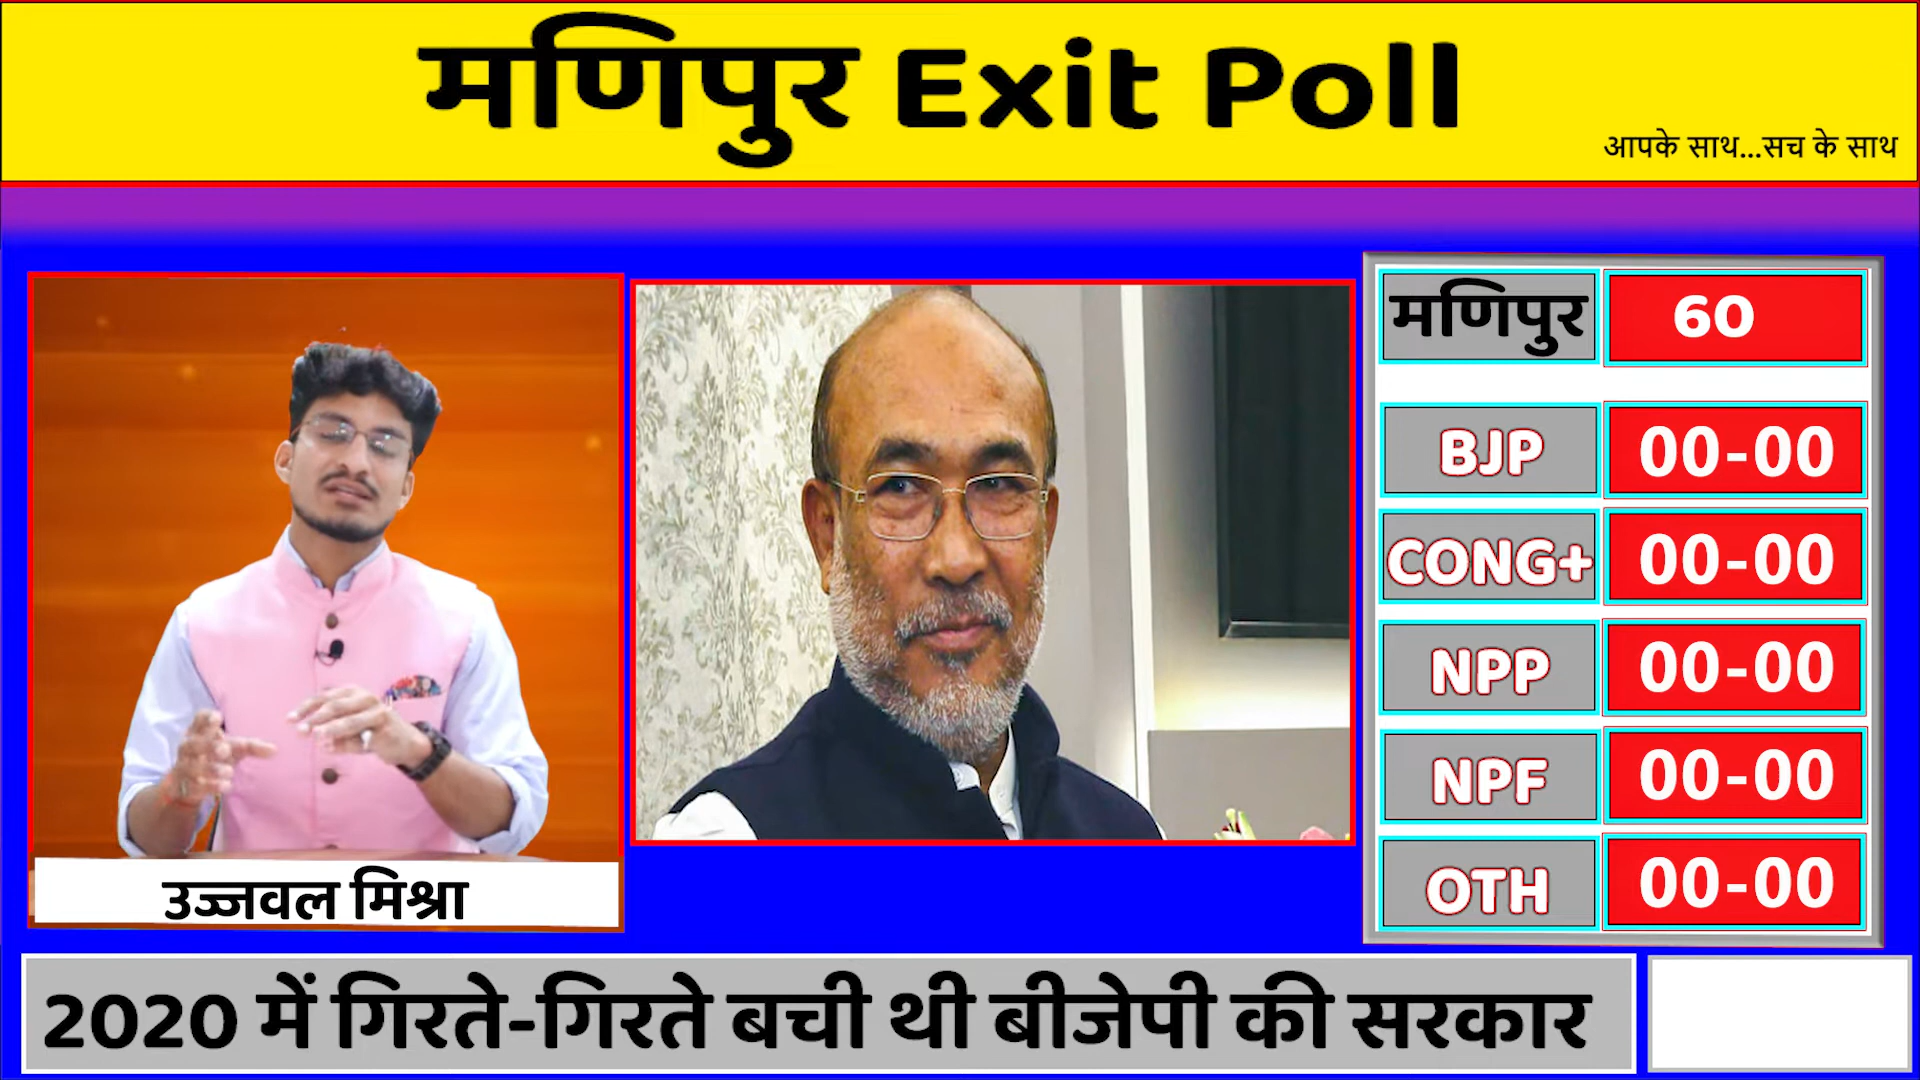 मणिपुर Exit Poll
आपके साथ...सच के साथ
मणिपुर 60
BJP 00-00
CONG+ 00-00
NPP 00-00
NPF 00-00
OTH 00-00
उज्जवल मिश्रा
2020 में गिरते-गिरते बची थी बीजेपी की सरकार